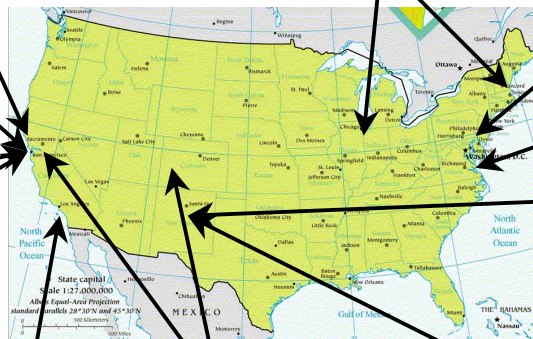 Vancouver
Seattle
Olympia
Regina
Winnipeg
Ottawa
Québec
Montréal
Augusta
Salem
Helena
Bismarck
Boise
Pierre
St. Paul
Toronto
Albany
Concord
Madison
Lansing
Detroit
New York
Sacramento
Carson City
San Francisco
Salt Lake City
Cheyenne
Denver
Lincoln
Des Moines
Chicago
Philadelphia
Harrisburg
Dover
Columbus
Washington, D.C.
Topeka
Springfield
Indianapolis
St. Louis
Jefferson City
Frankfort
Charleston
Richmond
Las Vegas
Raleigh
Nashville
Los Angeles
Phoenix
Santa Fe
Oklahoma City
Little Rock
Atlanta
Columbia
North
Pacific
Ocean
North
Atlantic
Ocean
Mexicali
Dallas
Jackson
Montgomery
Texas
Austin
Houston
Baton
Rouge
New Orleans
Tallahassee
State capital
Scale 1:27,000,000
Albers Equal-Area Projection
standard parallels 28°30'N and 45°30'N
500 Kilometers
500 Miles
Hermosillo
Chihuahua
MEXICO
Monterrey
Gulf of Mexico
Miami
THE BAHAMAS
Nassau